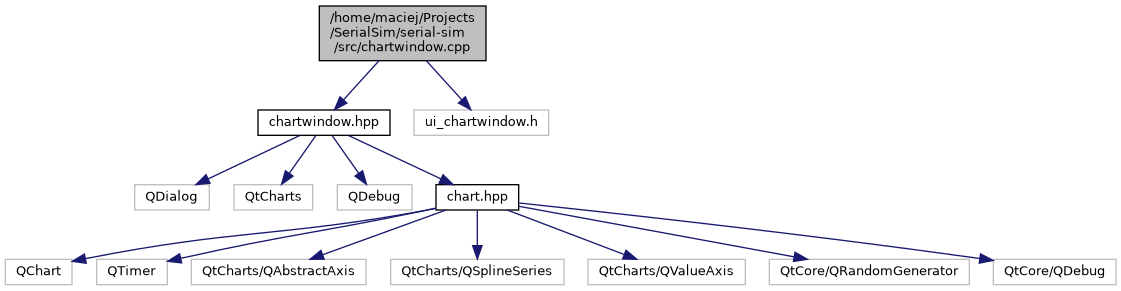 /home/maciej/Projects
/SerialSim/serial-sim
/src/chartwindow.cpp
chartwindow.hpp
ui_chartwindow.h
QDialog
QtCharts
QDebug
chart.hpp
QChart
QTimer
QtCharts/QAbstractAxis
QtCharts/QSplineSeries
QtCharts/QValueAxis
QtCore/QRandomGenerator
QtCore/QDebug